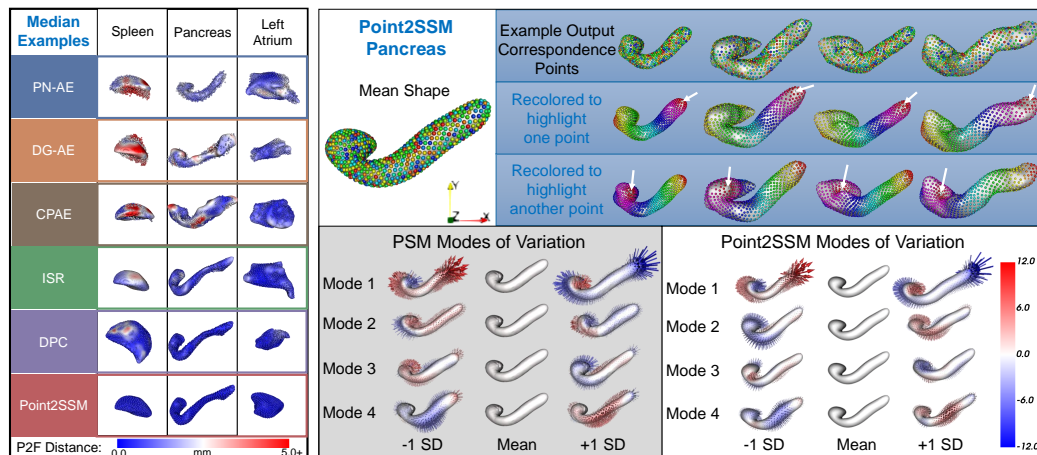 Median
Examples
Spleen
Pancreas
Left
Atrium
PN-AE
DG-AE
CPAE
ISR
DPC
Point2SSM
P2F Distance:
0.0
mm
5.0+
Point2SSM
Pancreas
Mean Shape
Y
Z
X
Example Output
Correspondence
Points
Recolored to
highlight
one point
Recolored to
highlight
another point
PSM Modes of Variation
Mode 1
Mode 2
Mode 3
Mode 4
-1 SD
Mean
+1 SD
Point2SSM Modes of Variation
Mode 1
Mode 2
Mode 3
Mode 4
-1 SD
Mean
+1 SD
12.0
6.0
0.0
-6.0
-12.0